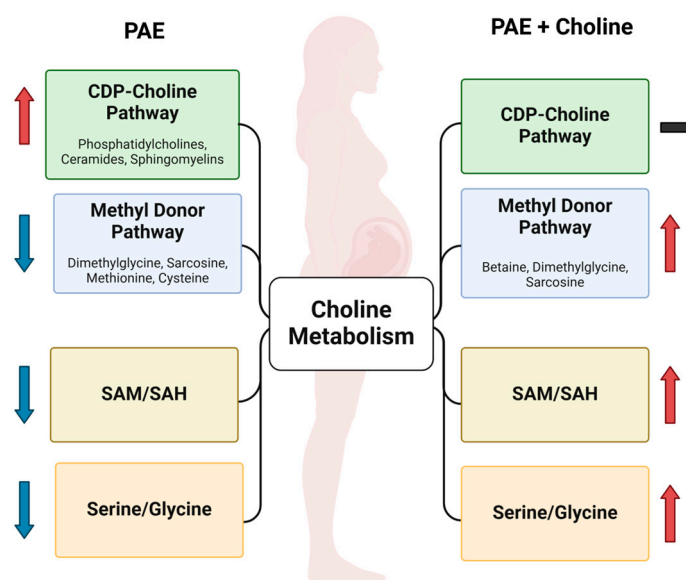 PAE
CDP-Choline
Pathway
Phosphatidylcholines,
Ceramides, Sphingomyelins
Methyl Donor
Pathway
Dimethylglycine, Sarcosine,
Methionine, Cysteine
SAM/SAH
Serine/Glycine
Choline
Metabolism
PAE + Choline
CDP-Choline
Pathway
Methyl Donor
Pathway
Betaine, Dimethylglycine,
Sarcosine
SAM/SAH
Serine/Glycine